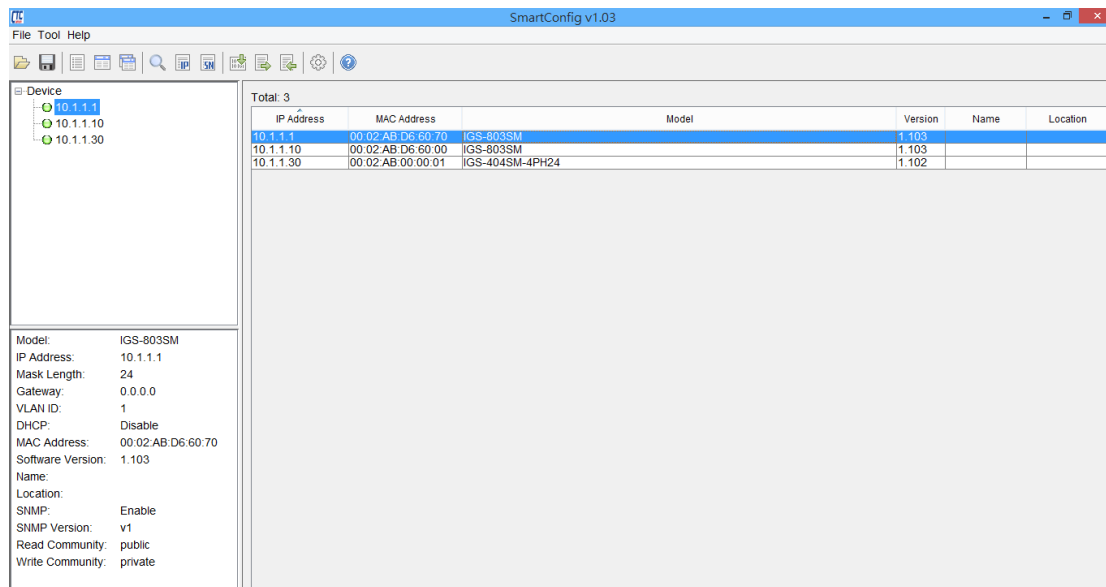 SmartConfig v1.03
File Tool Help
IP SN
Device
10.1.1.1
10.1.1.10
10.1.1.30
Total: 3
IP Address MAC Address Model Version Name Location
10.1.1.1 00:02:AB:D6:60:70 IGS-803SM 1.103
10.1.1.10 00:02:AB:D6:60:00 IGS-803SM 1.103
10.1.1.30 00:02:AB:00:00:01 IGS-404SM-4PH24 1.102
Model: IGS-803SM
IP Address: 10.1.1.1
Mask Length: 24
Gateway: 0.0.0.0
VLAN ID: 1
DHCP: Disable
MAC Address: 00:02:AB:D6:60:70
Software Version: 1.103
Name:
Location:
SNMP: Enable
SNMP Version: v1
Read Community: public
Write Community: private